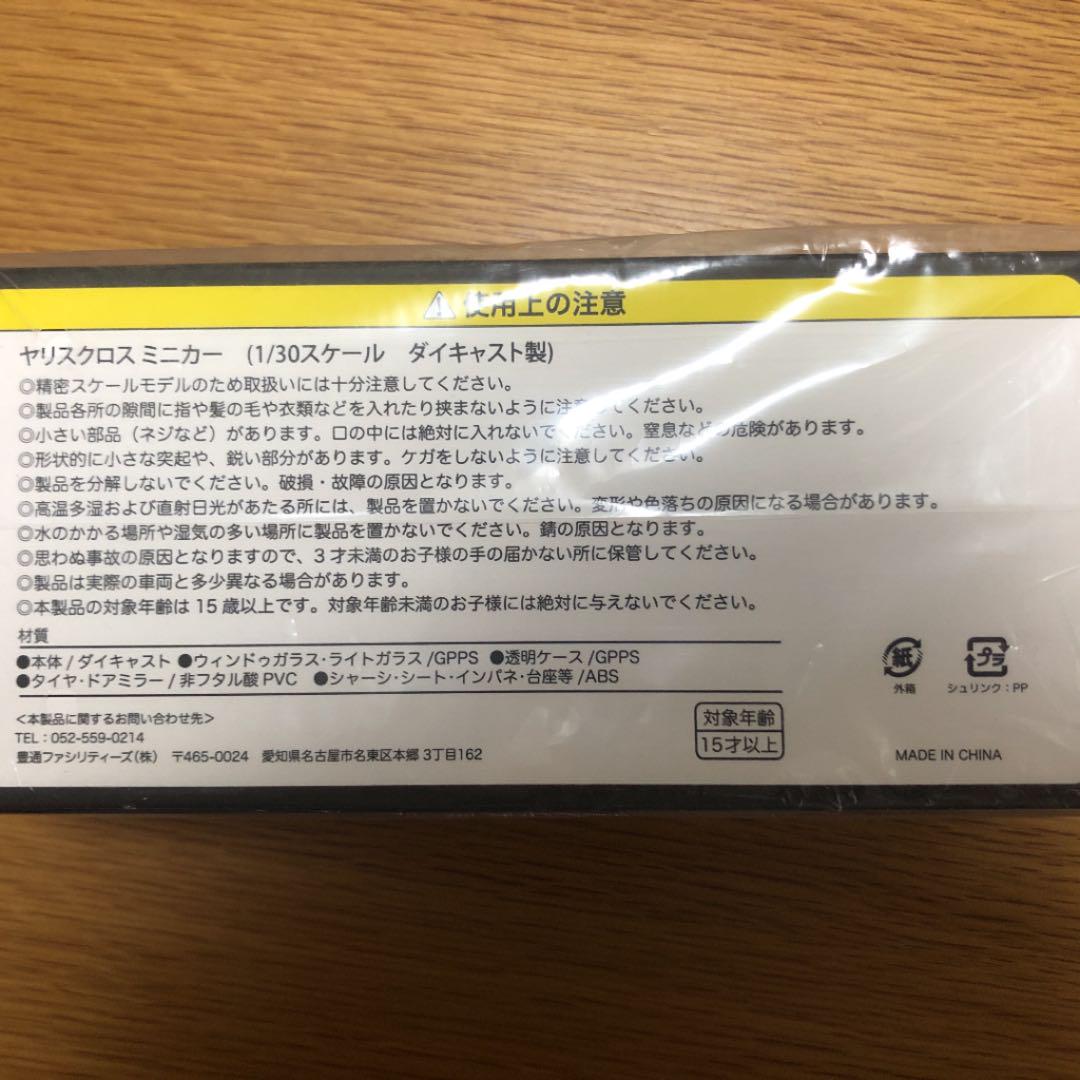 使用上の注意
ヤリスクロス ミニカー (1/30スケール ダイキャスト製)
◎精密スケールモデルのため取扱いには十分注意してください。
◎製品各所の隙間に指や髪の毛や衣類などを入れたり挟まないように注意してください。
◎小さい部品（ネジなど）があります。口の中には絶対に入れないでください。窒息などの危険があります。
◎形状的に小さな突起や、鋭い部分があります。ケガをしないように注意してください。
◎製品を分解しないでください。破損・故障の原因となります。
◎高温多湿および直射日光があたる所には、製品を置かないでください。変形や色落ちの原因になる場合があります。
◎水のかかる場所や湿気の多い場所に製品を置かないでください。錆の原因となります。
◎思わぬ事故の原因となりますので、3才未満のお子様の手の届かない所に保管してください。
◎製品は実際の車両と多少異なる場合があります。
◎本製品の対象年齢は15歳以上です。対象年齢未満のお子様には絶対に与えないでください。
材質
●本体/ダイキャスト ●ウィンドゥガラス・ライトガラス/GPPS ●透明ケース/GPPS
●タイヤ・ドアミラー/非フタル酸PVC ●シャーシ・シート・インパネ・台座等/ABS
紙
外箱
プラ
シュリンク：PP
＜本製品に関するお問い合わせ先＞
TEL：052-559-0214
豊通ファシリティーズ（株） 〒465-0024 愛知県名古屋市名東区本郷3丁目162
対象年齢
15才以上
MADE IN CHINA